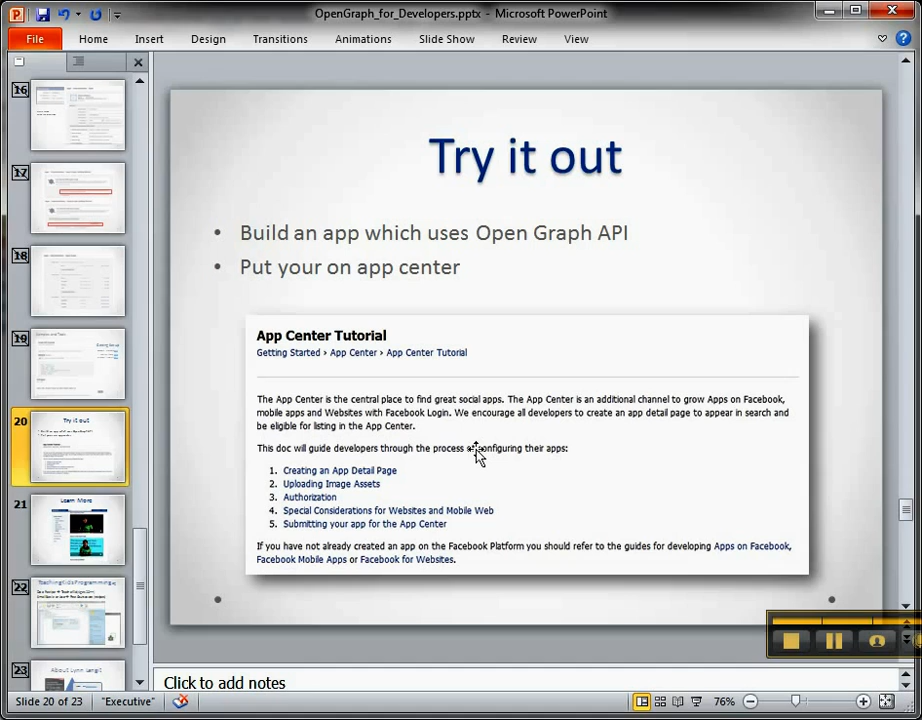 OpenGraph_for_Developers.pptx - Microsoft PowerPoint
File Home Insert Design Transitions Animations Slide Show Review View
16
17
18
19
20
Try it out
21
Learn More
22
TeachingKidsProgramming
23
About Lynn Langit
Try it out
• Build an app which uses Open Graph API
• Put your on app center
App Center Tutorial
Getting Started › App Center › App Center Tutorial
The App Center is the central place to find great social apps. The App Center is an additional channel to grow Apps on Facebook,
mobile apps and Websites with Facebook Login. We encourage all developers to create an app detail page to appear in search and
be eligible for listing in the App Center.
This doc will guide developers through the process of configuring their apps:
1. Creating an App Detail Page
2. Uploading Image Assets
3. Authorization
4. Special Considerations for Websites and Mobile Web
5. Submitting your app for the App Center
If you have not already created an app on the Facebook Platform you should refer to the guides for developing Apps on Facebook,
Facebook Mobile Apps or Facebook for Websites.
Click to add notes
Slide 20 of 23 "Executive" 76%